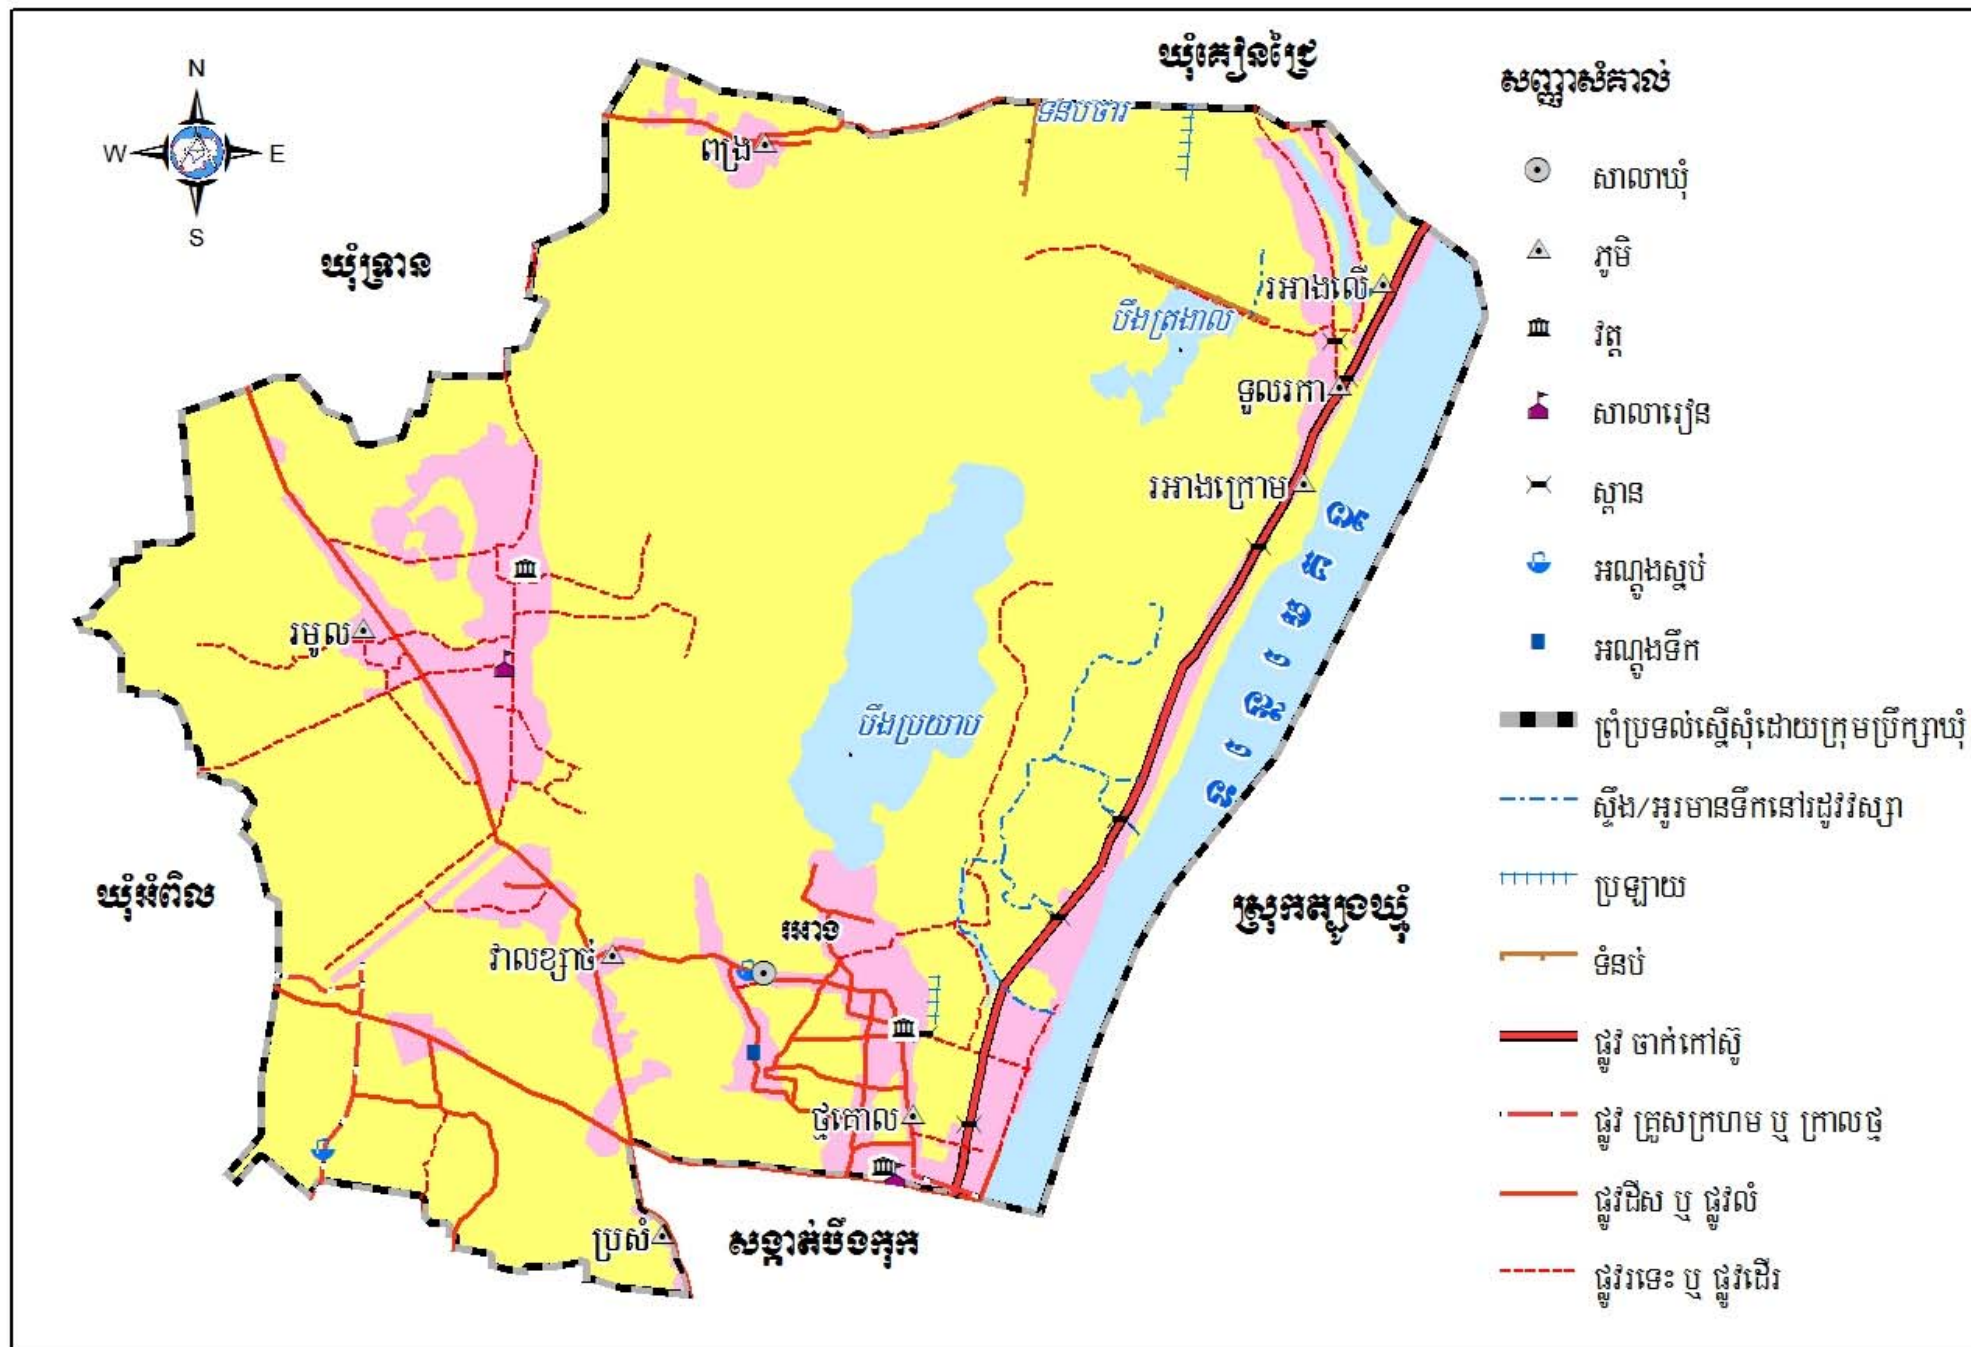 ឃុំគៀនជ្រៃ
សញ្ញាសំគាល់
N
W
E
S
ទំនប់ចារ
ពង្រ
សាលាឃុំ
ភូមិ
ឃុំទ្រាន
រអាងលើ
បឹងត្រងាល
វត្ត
ទួលរកា
សាលារៀន
រអាងក្រោម
ស្ពាន
អណ្តូងស្នប់
រមូល
អណ្តូងទឹក
បឹងប្រយាប
ព្រំប្រទល់ស្នើសុំដោយក្រុមប្រឹក្សាឃុំ
ស្ទឹង/អូរមានទឹកនៅរដូវវស្សា
ឃុំអំពិល
ស្រុកត្បូងឃ្មុំ
ប្រឡាយ
រអាង
វាលខ្សាច់
ទំនប់
ផ្លូវ ចាក់កៅស៊ូ
ថ្មគោល
ផ្លូវ គ្រួសក្រហម ឬ ក្រាលថ្ម
ផ្លូវដីស ឬ ផ្លូវលំ
ប្រសំ
សង្កាត់បឹងកុក
ផ្លូវរទេះ ឬ ផ្លូវដើរ